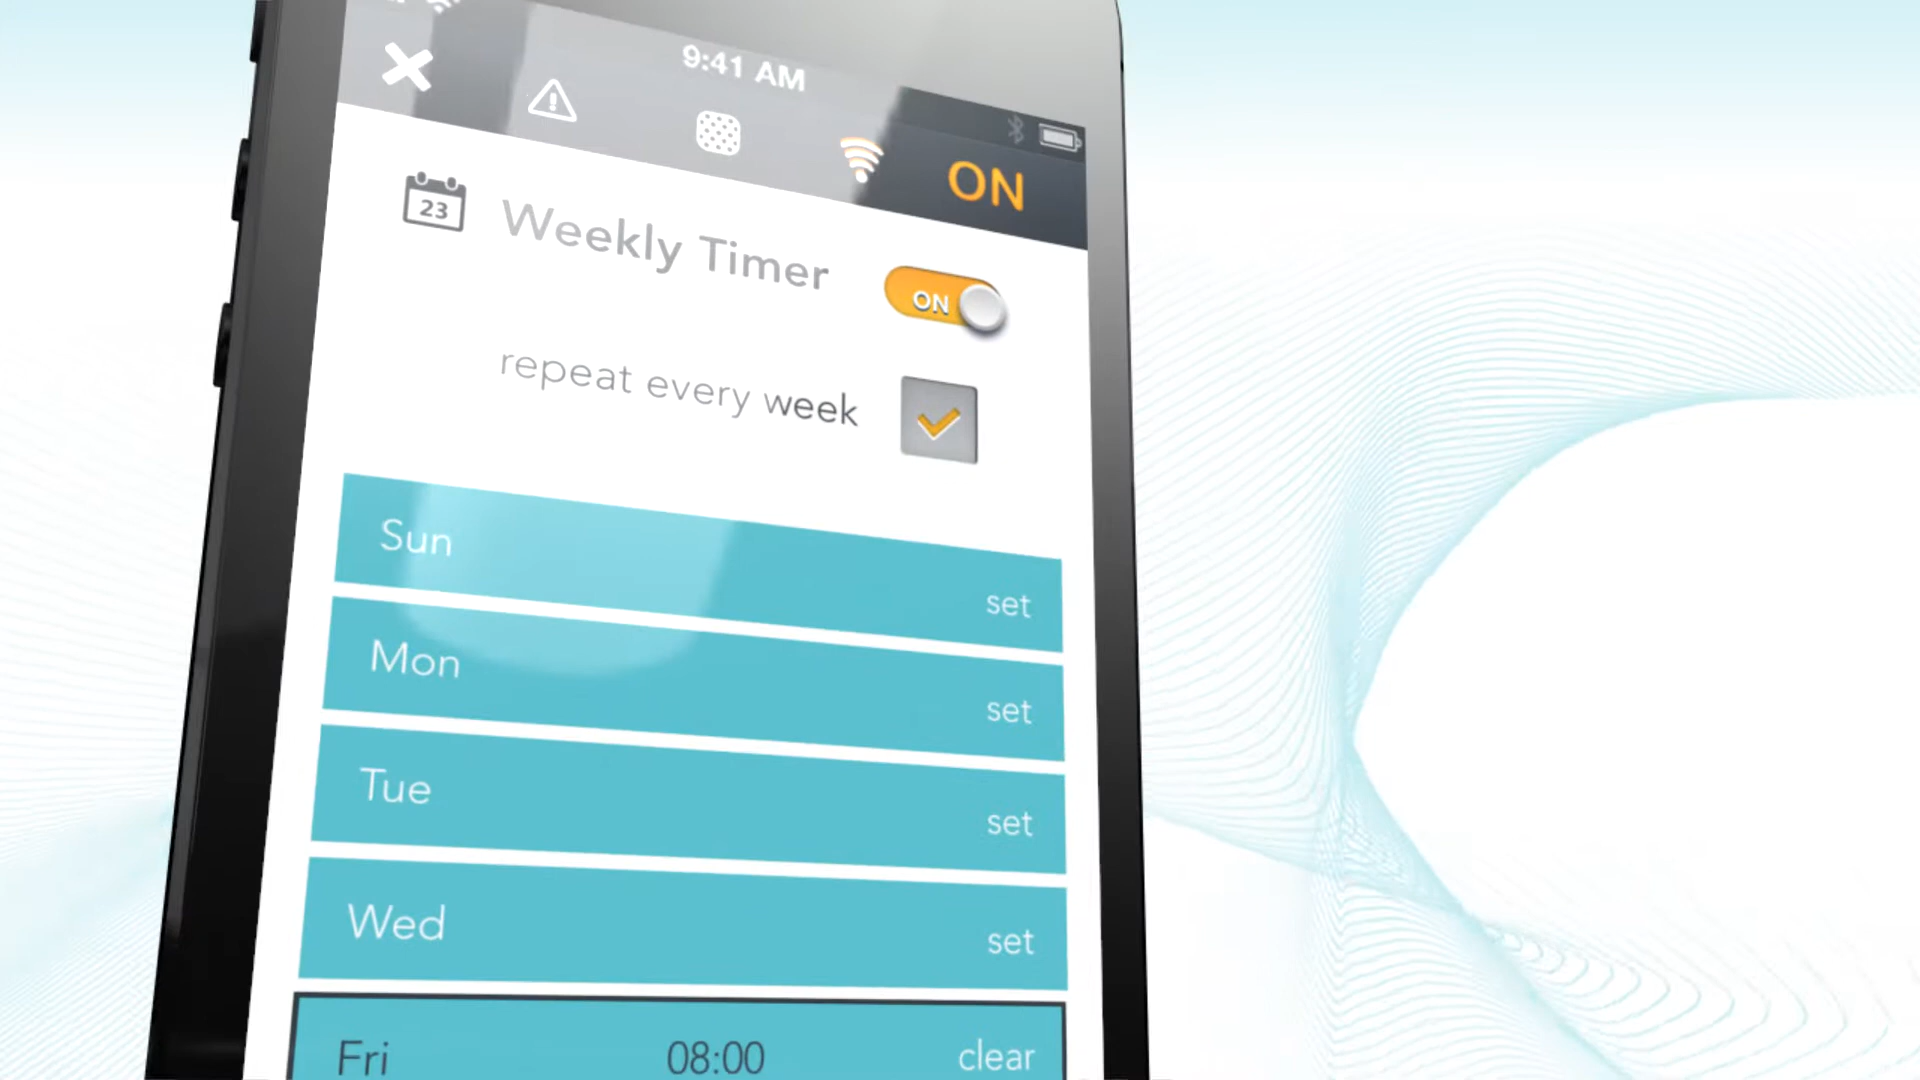 9:41 AM
ON
23
Weekly Timer
ON
repeat every week
Sun
set
Mon
set
Tue
set
Wed
set
Fri 08:00 clear